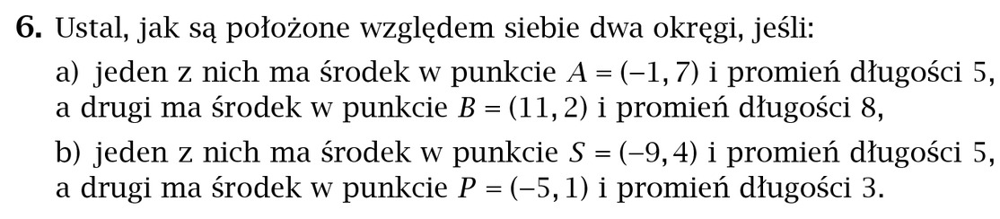 6. Ustal, jak są położone względem siebie dwa okręgi, jeśli:
a) jeden z nich ma środek w punkcie A = (−1, 7) i promień długości 5,
a drugi ma środek w punkcie B = (11, 2) i promień długości 8,
b) jeden z nich ma środek w punkcie S = (−9, 4) i promień długości 5,
a drugi ma środek w punkcie P = (−5, 1) i promień długości 3.